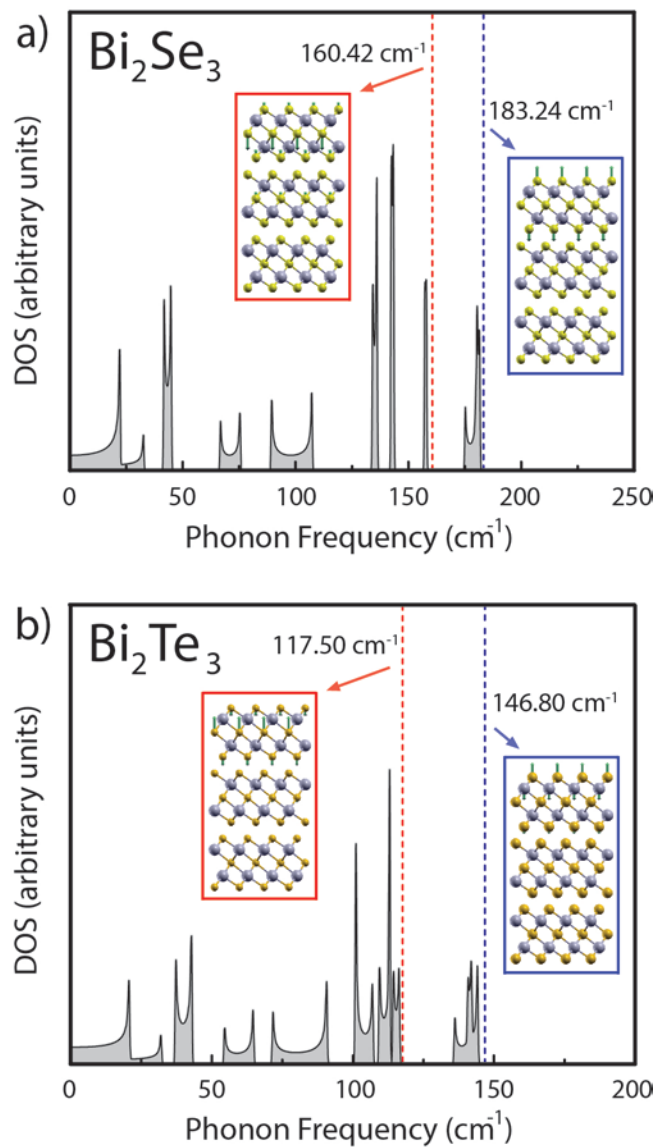 a)
Bi₂Se₃
160.42 cm⁻¹
183.24 cm⁻¹
DOS (arbitrary units)
0 50 100 150 200 250
Phonon Frequency (cm⁻¹)
b)
Bi₂Te₃
117.50 cm⁻¹
146.80 cm⁻¹
DOS (arbitrary units)
0 50 100 150 200
Phonon Frequency (cm⁻¹)